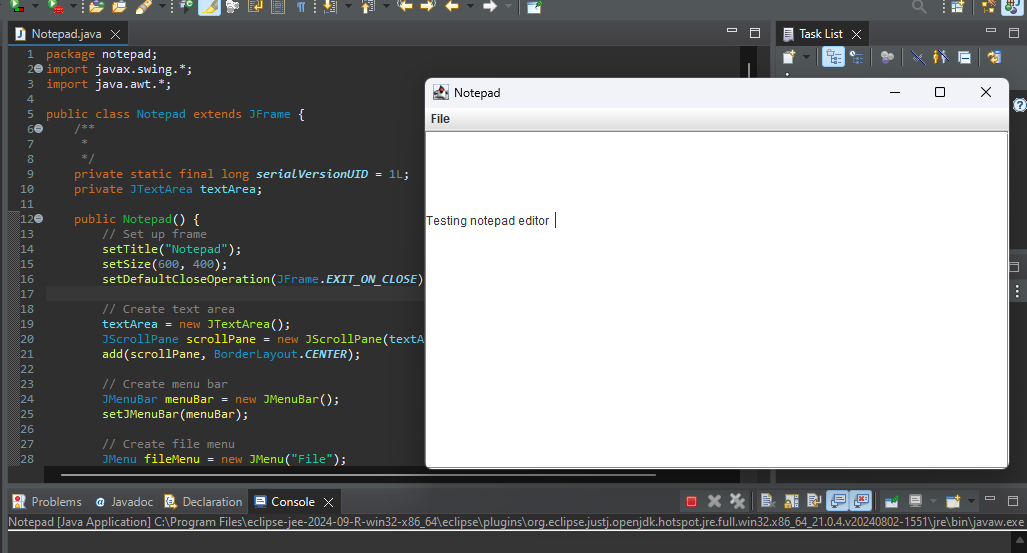 Notepad.java
Task List
1 package notepad;
2 import javax.swing.*;
3 import java.awt.*;
4
5 public class Notepad extends JFrame {
6 /**
7 *
8 */
9 private static final long serialVersionUID = 1L;
10 private JTextArea textArea;
11
12 public Notepad() {
13 // Set up frame
14 setTitle("Notepad");
15 setSize(600, 400);
16 setDefaultCloseOperation(JFrame.EXIT_ON_CLOSE)
17
18 // Create text area
19 textArea = new JTextArea();
20 JScrollPane scrollPane = new JScrollPane(textA
21 add(scrollPane, BorderLayout.CENTER);
22
23 // Create menu bar
24 JMenuBar menuBar = new JMenuBar();
25 setJMenuBar(menuBar);
26
27 // Create file menu
28 JMenu fileMenu = new JMenu("File");
Notepad
File
Testing notepad editor
Problems @ Javadoc Declaration Console
Notepad [Java Application] C:\Program Files\eclipse-jee-2024-09-R-win32-x86_64\eclipse\plugins\org.eclipse.justj.openjdk.hotspot.jre.full.win32.x86_64_21.0.4.v20240802-1551\jre\bin\javaw.exe